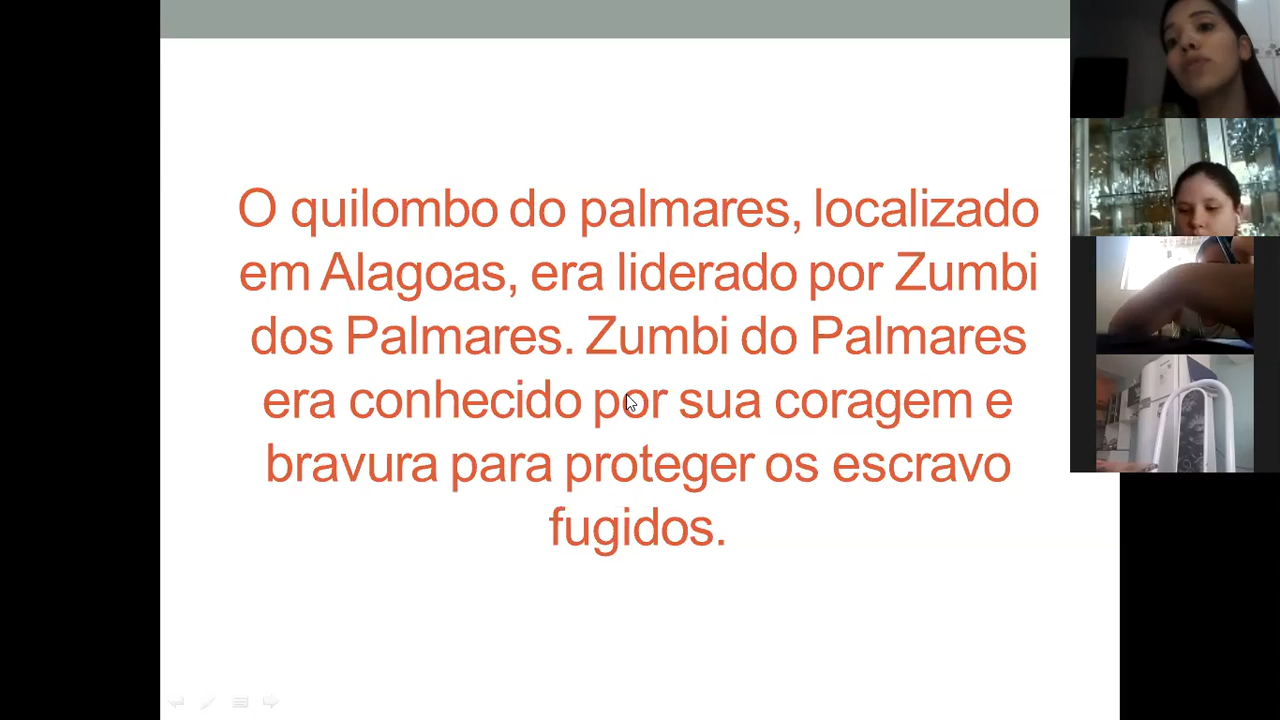 O quilombo do palmares, localizado
em Alagoas, era liderado por Zumbi
dos Palmares. Zumbi do Palmares
era conhecido por sua coragem e
bravura para proteger os escravo
fugidos.